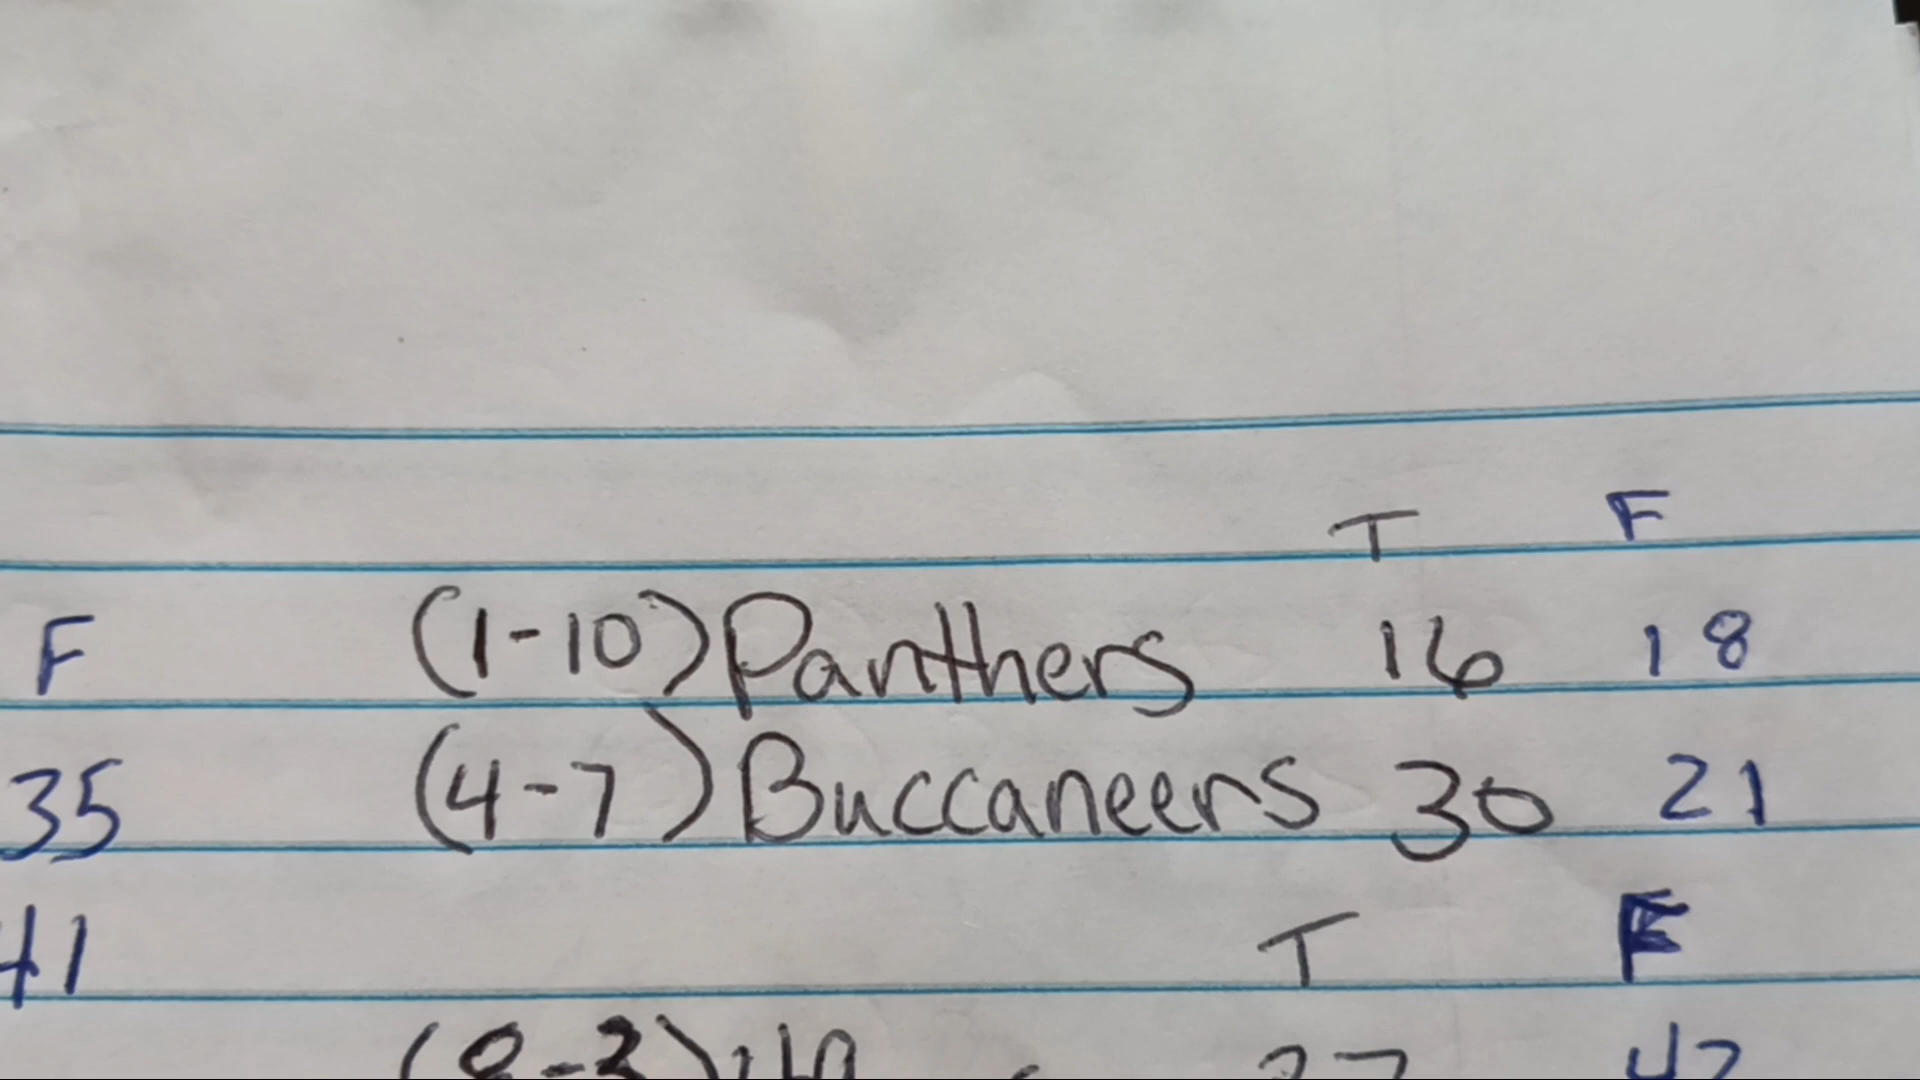 T F
F (1-10) Panthers 16 18
35 (4-7) Buccaneers 30 21
41 T F